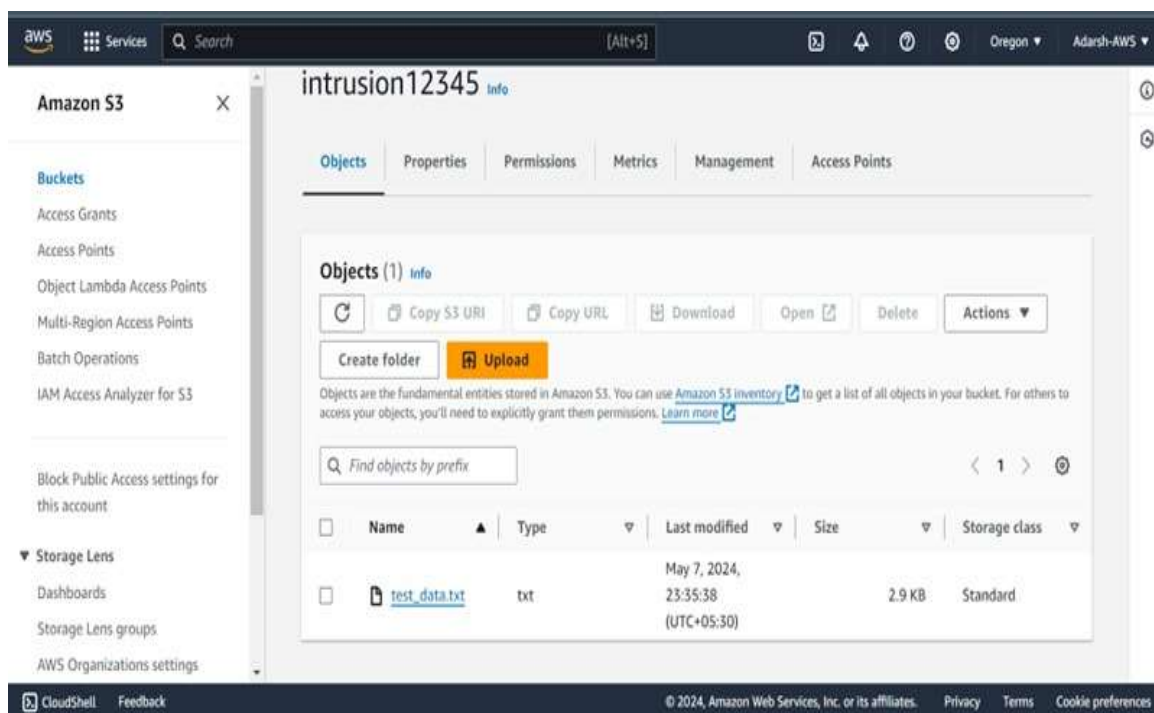 aws Services Search [Alt+S] Oregon Adarsh-AWS
Amazon S3
Buckets
Access Grants
Access Points
Object Lambda Access Points
Multi-Region Access Points
Batch Operations
IAM Access Analyzer for S3
Block Public Access settings for
this account
Storage Lens
Dashboards
Storage Lens groups
AWS Organizations settings
intrusion12345 Info
Objects Properties Permissions Metrics Management Access Points
Objects (1) Info
Copy S3 URI Copy URL Download Open Delete Actions
Create folder Upload
Objects are the fundamental entities stored in Amazon S3. You can use Amazon S3 inventory to get a list of all objects in your bucket. For others to
access your objects, you'll need to explicitly grant them permissions. Learn more
Find objects by prefix
1
Name Type Last modified Size Storage class
test_data.txt txt May 7, 2024, 2.9 KB Standard
23:35:38
(UTC+05:30)
CloudShell Feedback © 2024, Amazon Web Services, Inc. or its affiliates. Privacy Terms Cookie preferences